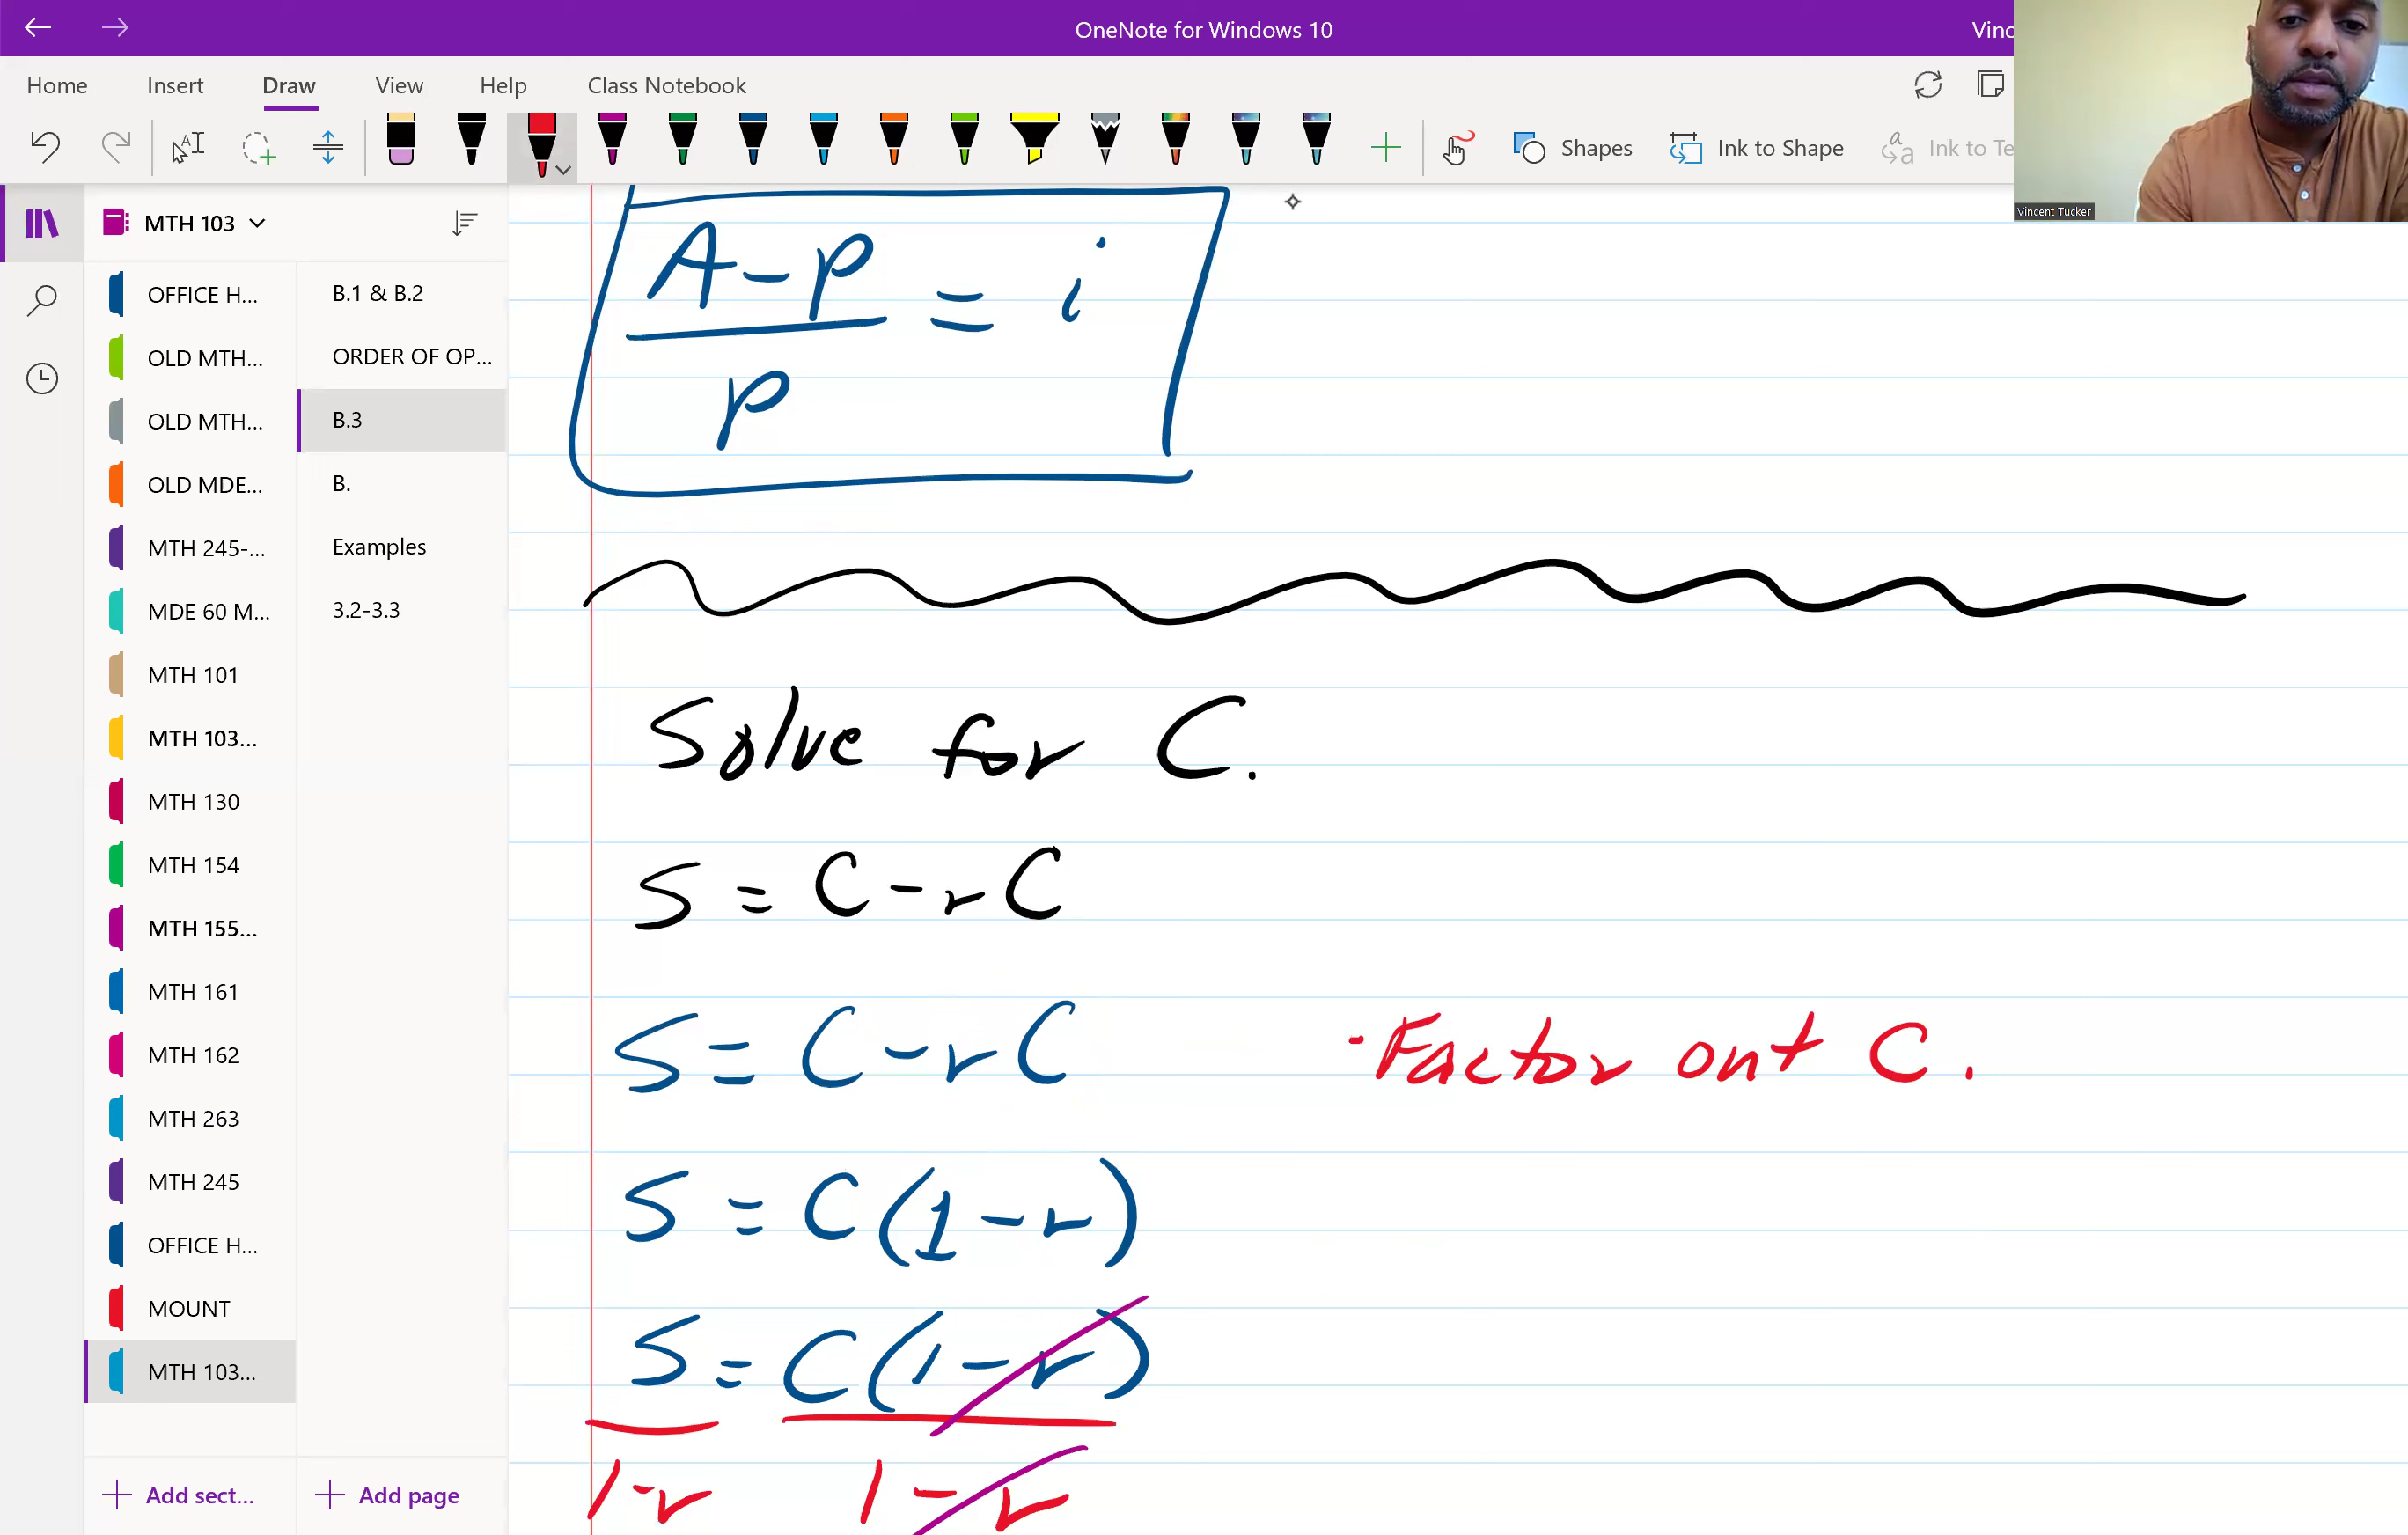 OneNote for Windows 10
Vinc
Home Insert Draw View Help Class Notebook
Shapes Ink to Shape Ink to Te
Vincent Tucker
MTH 103
OFFICE H...
OLD MTH...
OLD MTH...
OLD MDE...
MTH 245-...
MDE 60 M...
MTH 101
MTH 103...
MTH 130
MTH 154
MTH 155...
MTH 161
MTH 162
MTH 263
MTH 245
OFFICE H...
MOUNT
MTH 103...
Add sect...
B.1 & B.2
ORDER OF OP...
B.3
B.
Examples
3.2-3.3
Add page
A - P
= i
P
Solve for C.
S = C - rC
S = C - rC
- Factor out C.
S = C(1 - r)
S = C(1 - r)
1 - r 1 - r